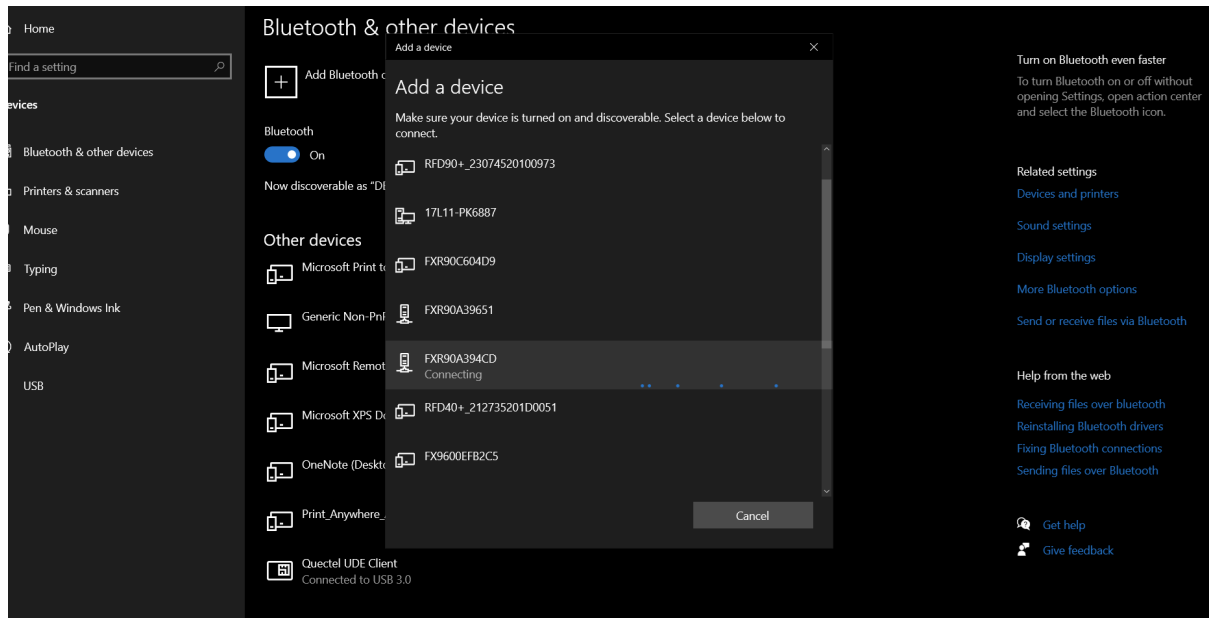 Home
Find a setting
Devices
Bluetooth & other devices
Printers & scanners
Mouse
Typing
Pen & Windows Ink
AutoPlay
USB
Bluetooth & other devices
Add Bluetooth
Bluetooth
On
Now discoverable as "DE
Other devices
Microsoft Print to
Generic Non-PnP
Microsoft Remot
Microsoft XPS Do
OneNote (Deskto
Print_Anywhere_
Quectel UDE Client
Connected to USB 3.0
Add a device
Add a device
Make sure your device is turned on and discoverable. Select a device below to
connect.
RFD90+_23074520100973
17L11-PK6887
FXR90C604D9
FXR90A39651
FXR90A394CD
Connecting
RFD40+_212735201D0051
FX9600EFB2C5
Cancel
Turn on Bluetooth even faster
To turn Bluetooth on or off without
opening Settings, open action center
and select the Bluetooth icon.
Related settings
Devices and printers
Sound settings
Display settings
More Bluetooth options
Send or receive files via Bluetooth
Help from the web
Receiving files over bluetooth
Reinstalling Bluetooth drivers
Fixing Bluetooth connections
Sending files over Bluetooth
Get help
Give feedback